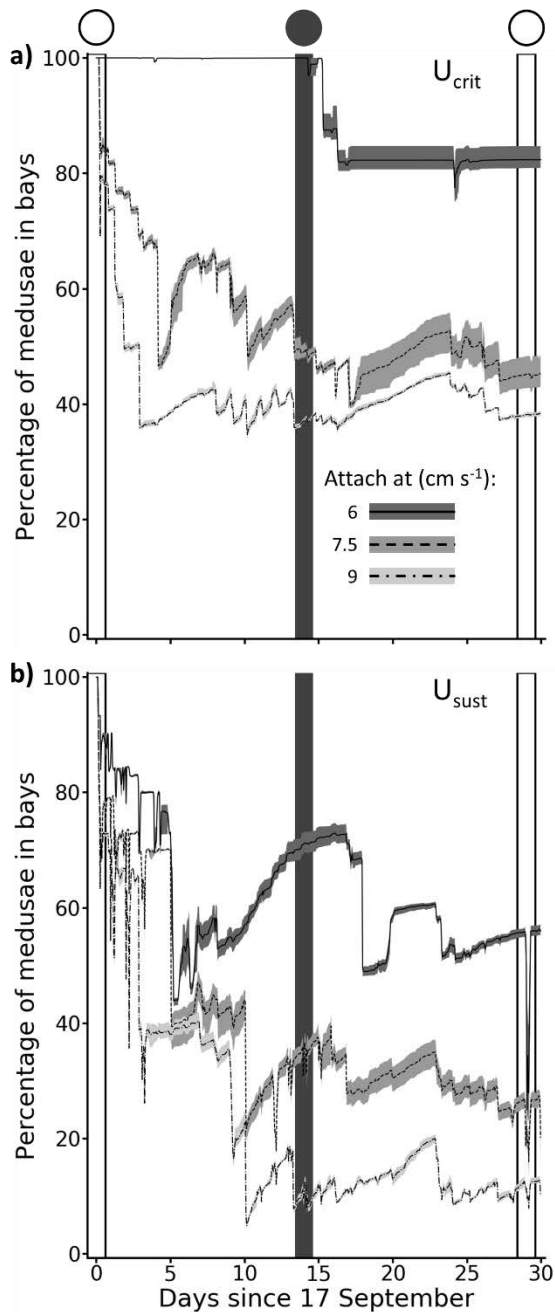 a)
U_crit
Percentage of medusae in bays
100
80
60
40
20
0
Attach at (cm s⁻¹):
6
7.5
9
b)
U_sust
Percentage of medusae in bays
100
80
60
40
20
0
0 5 10 15 20 25 30
Days since 17 September